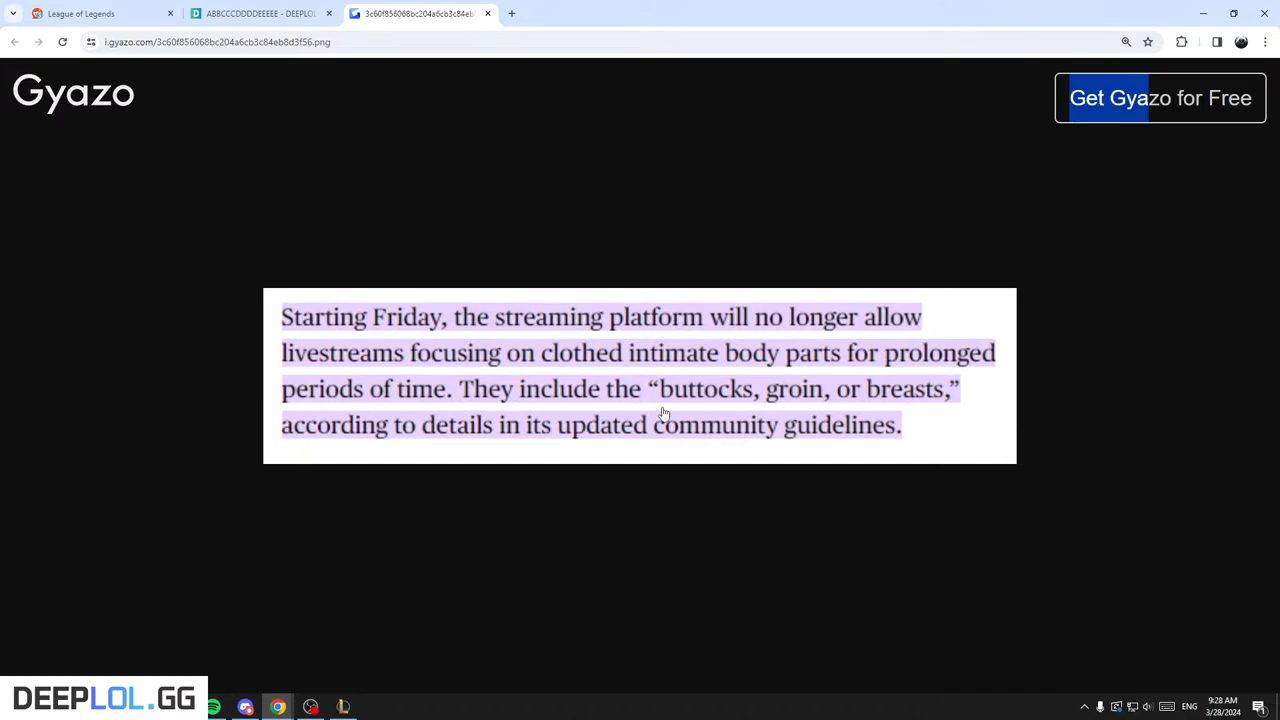 League of Legends
ABBCCCDDDDEEEEE - DEEPLOL
3c60f856068bc204a6cb3c84eb
i.gyazo.com/3c60f856068bc204a6cb3c84eb8d3f56.png
Gyazo
Get Gyazo for Free
Starting Friday, the streaming platform will no longer allow
livestreams focusing on clothed intimate body parts for prolonged
periods of time. They include the “buttocks, groin, or breasts,”
according to details in its updated community guidelines.
DEEPLOL.GG
ENG
9:28 AM
3/28/2024